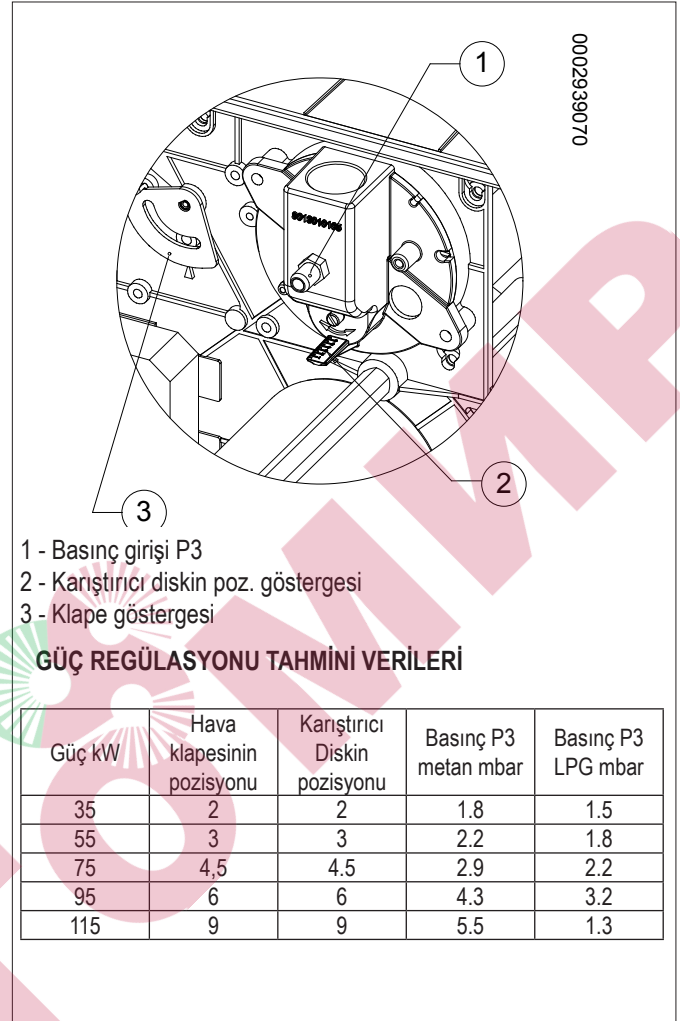 0002939070
1
2
3
1 - Basınç girişi P3
2 - Karıştırıcı diskin poz. göstergesi
3 - Klape göstergesi
GÜÇ REGÜLASYONU TAHMİNİ VERİLERİ
Güç kW Hava klapesinin pozisyonu Karıştırıcı Diskin pozisyonu Basınç P3 metan mbar Basınç P3 LPG mbar
35 2 2 1.8 1.5
55 3 3 2.2 1.8
75 4,5 4.5 2.9 2.2
95 6 6 4.3 3.2
115 9 9 5.5 1.3